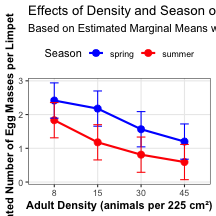 Effects of Density and Season o
Based on Estimated Marginal Means w
Season spring summer
ted Number of Egg Masses per Limpet
3
2
1
0
8 15 30 45
Adult Density (animals per 225 cm²)